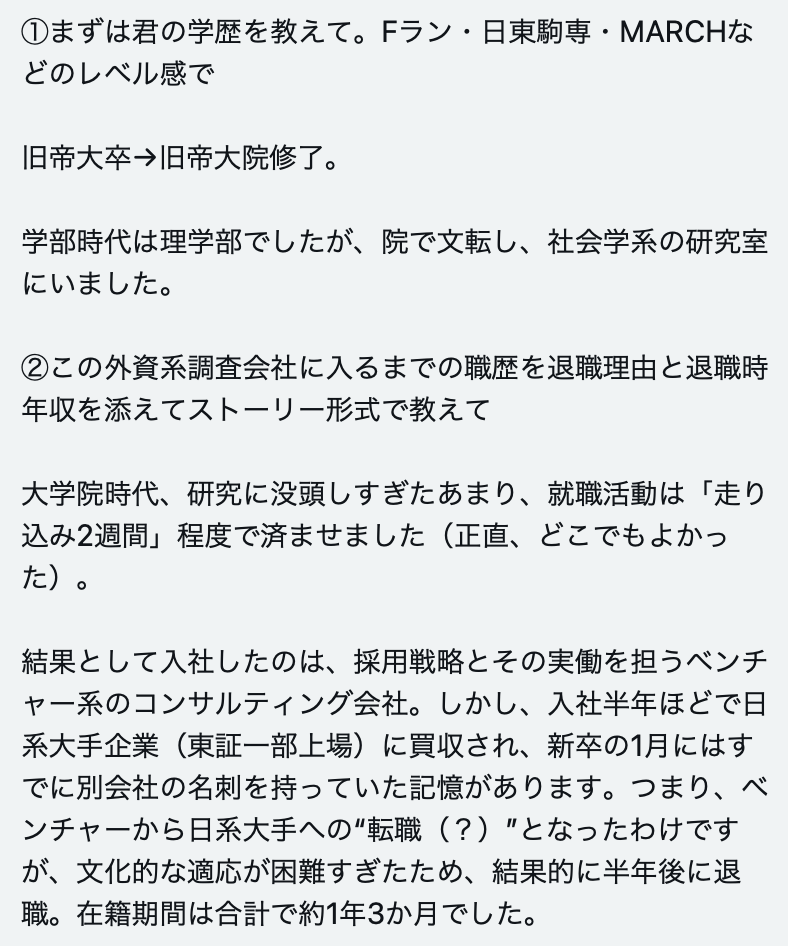 ①まずは君の学歴を教えて。Fラン・日東駒専・MARCHな
どのレベル感で
旧帝大卒→旧帝大院修了。
学部時代は理学部でしたが、院で文転し、社会学系の研究室
にいました。
②この外資系調査会社に入るまでの職歴を退職理由と退職時
年収を添えてストーリー形式で教えて
大学院時代、研究に没頭しすぎたあまり、就職活動は「走り
込み2週間」程度で済ませました（正直、どこでもよかっ
た）。
結果として入社したのは、採用戦略とその実働を担うベンチ
ャー系のコンサルティング会社。しかし、入社半年ほどで日
系大手企業（東証一部上場）に買収され、新卒の1月にはす
でに別会社の名刺を持っていた記憶があります。つまり、ベ
ンチャーから日系大手への“転職（？）”となったわけです
が、文化的な適応が困難すぎたため、結果的に半年後に退
職。在籍期間は合計で約1年3か月でした。